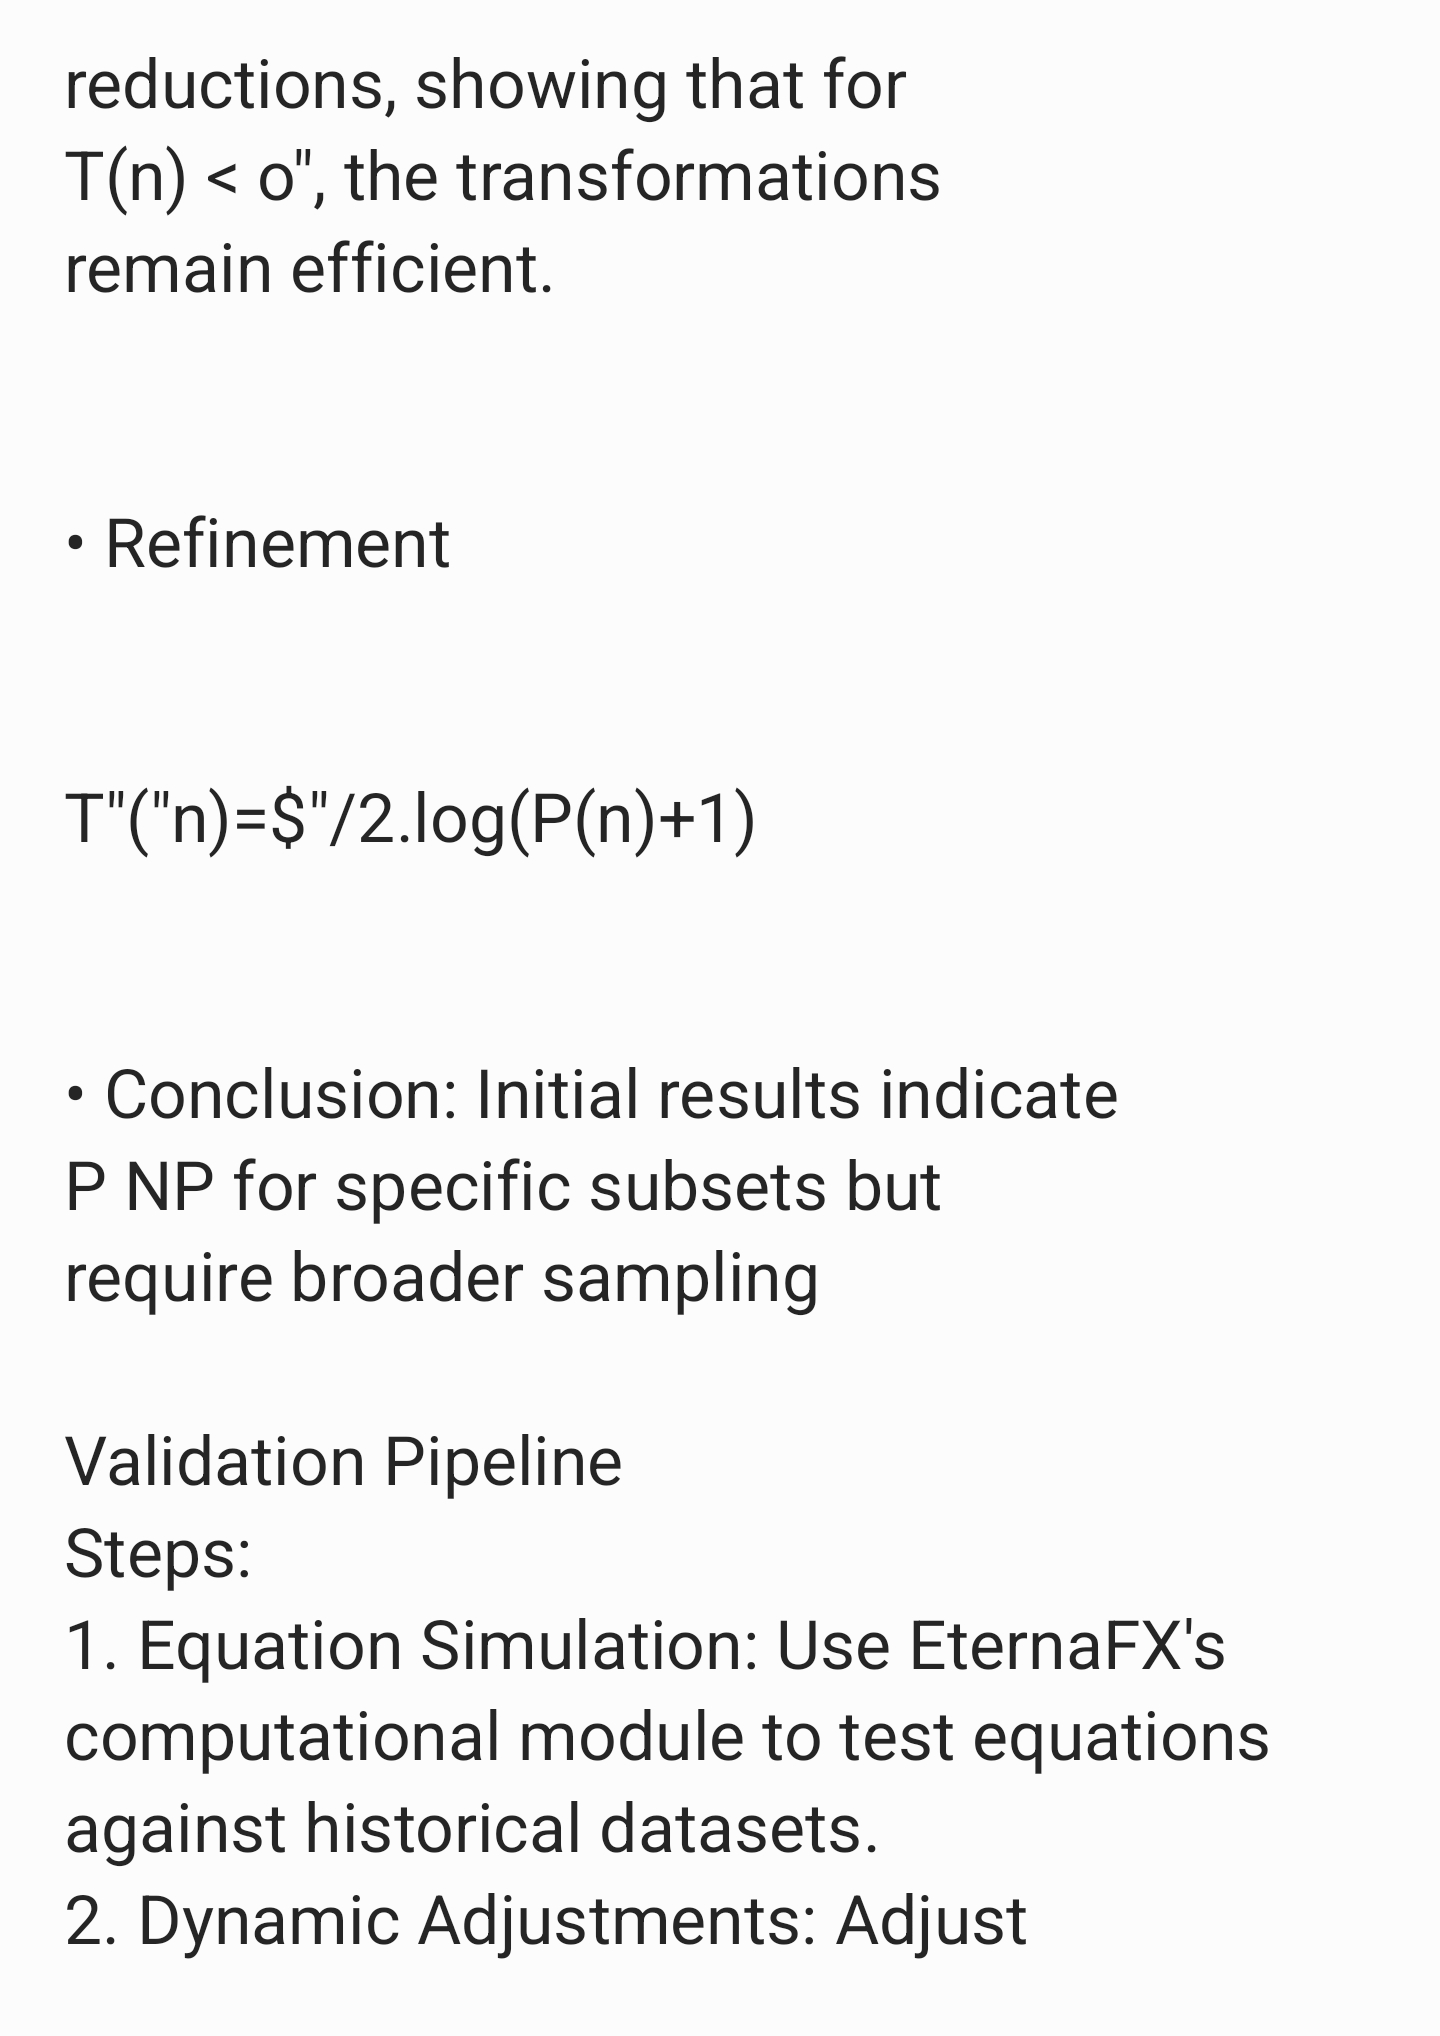 reductions, showing that for
T(n) < o", the transformations
remain efficient.
• Refinement
T"("n)=$"/2.log(P(n)+1)
• Conclusion: Initial results indicate
P NP for specific subsets but
require broader sampling
Validation Pipeline
Steps:
1. Equation Simulation: Use EternaFX's
computational module to test equations
against historical datasets.
2. Dynamic Adjustments: Adjust